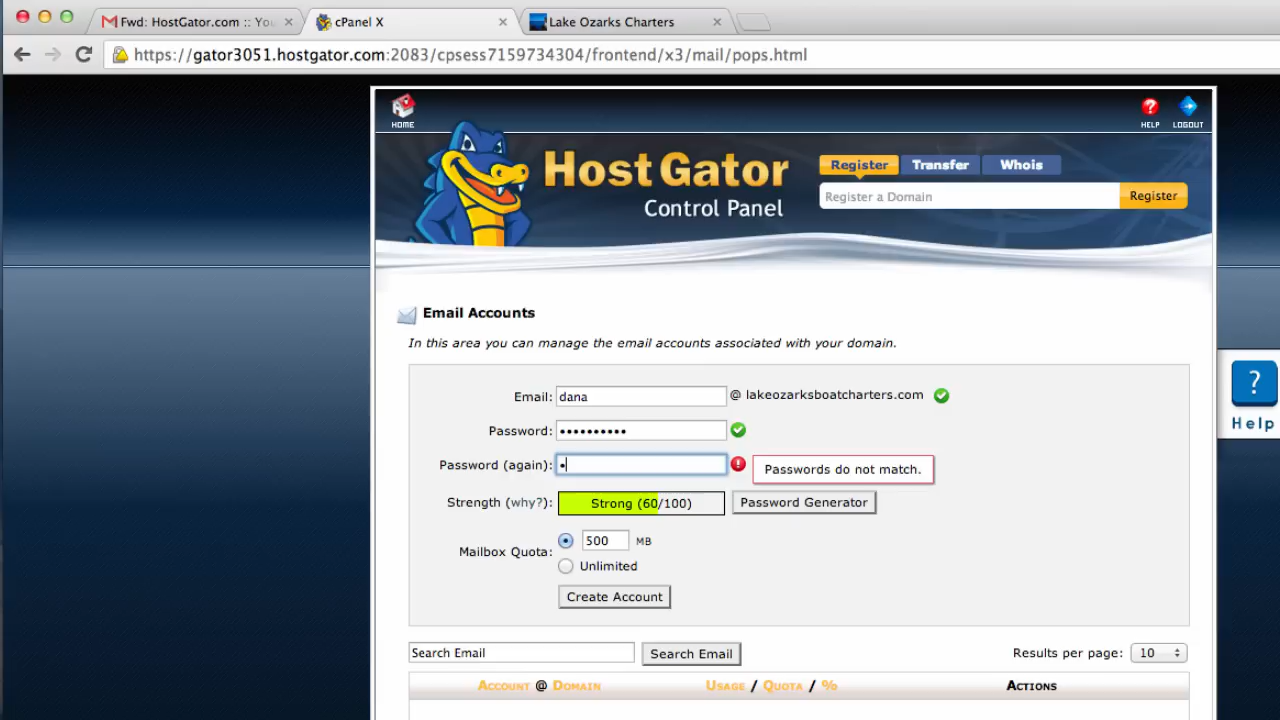 Fwd: HostGator.com :: You
cPanel X
Lake Ozarks Charters
https://gator3051.hostgator.com:2083/cpsess7159734304/frontend/x3/mail/pops.html
HOME
HELP
LOGOUT
HostGator
Control Panel
Register
Transfer
Whois
Register a Domain
Register
Email Accounts
In this area you can manage the email accounts associated with your domain.
Email: dana @ lakeozarksboatcharters.com
Password: ••••••••••
Password (again): • Passwords do not match.
Strength (why?): Strong (60/100) Password Generator
Mailbox Quota: 500 MB
Unlimited
Create Account
? Help
Search Email Search Email Results per page: 10
ACCOUNT @ DOMAIN USAGE / QUOTA / % ACTIONS